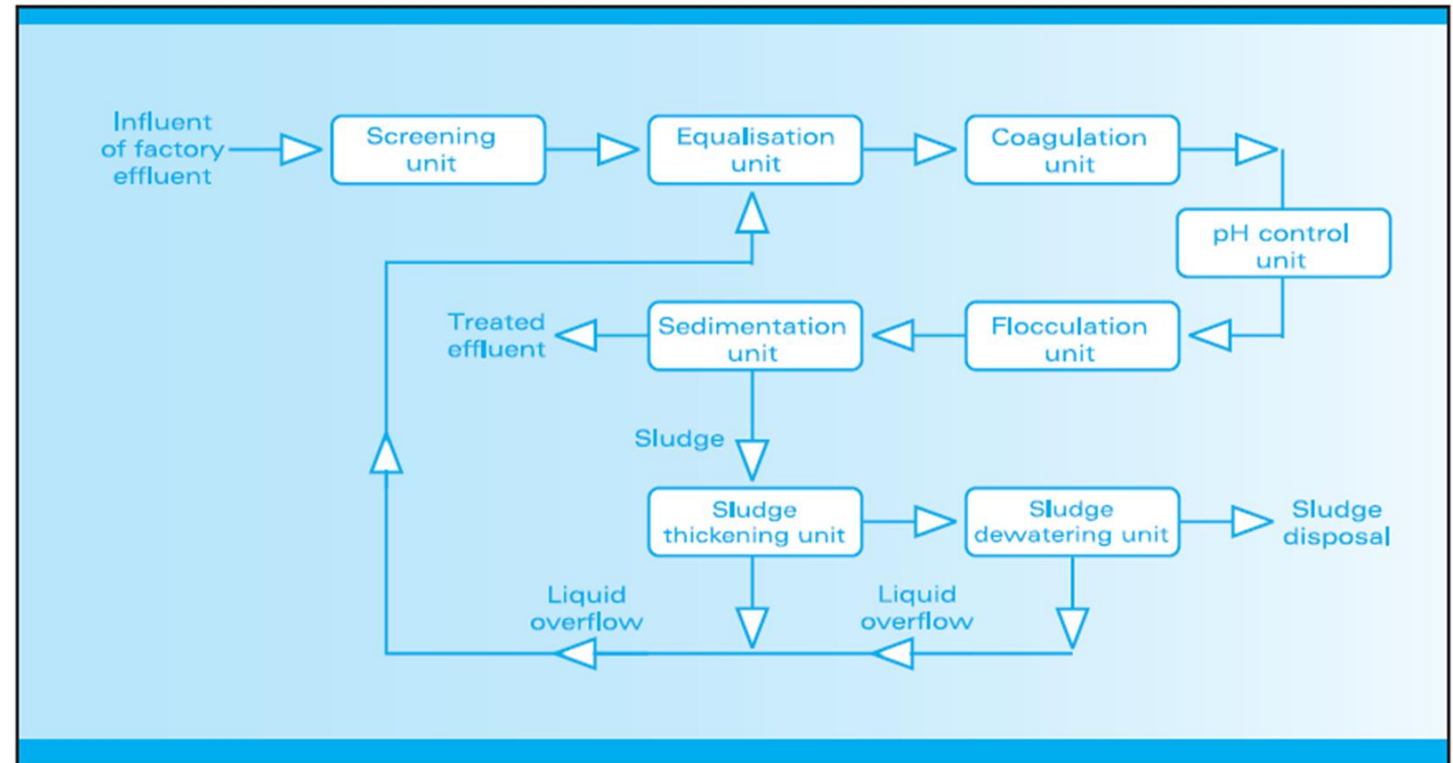 Influent
of factory
effluent
Screening
unit
Equalisation
unit
Coagulation
unit
pH control
unit
Treated
effluent
Sedimentation
unit
Flocculation
unit
Sludge
Sludge
thickening unit
Sludge
dewatering unit
Sludge
disposal
Liquid
overflow
Liquid
overflow